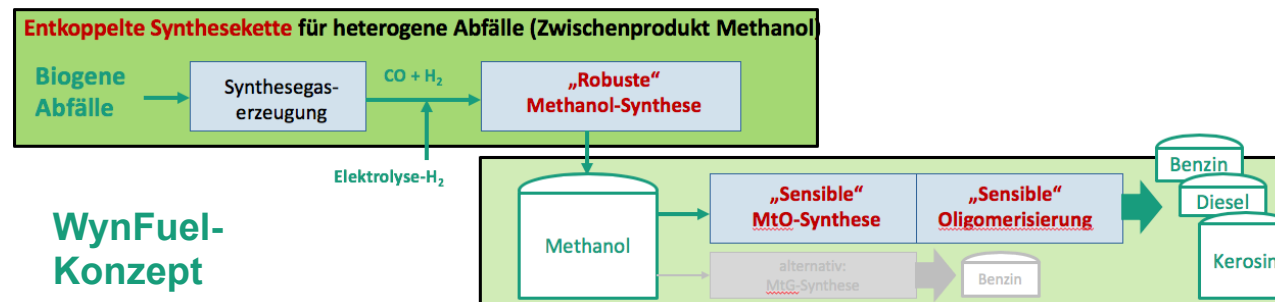 Entkoppelte Synthesekette für heterogene Abfälle (Zwischenprodukt Methanol)
Biogene
Abfälle
Synthesegas-
erzeugung
CO + H₂
„Robuste“
Methanol-Synthese
Elektrolyse-H₂
WynFuel-
Konzept
Methanol
„Sensible“
MtO-Synthese
„Sensible“
Oligomerisierung
alternativ:
MtG-Synthese
Benzin
Benzin
Diesel
Kerosin